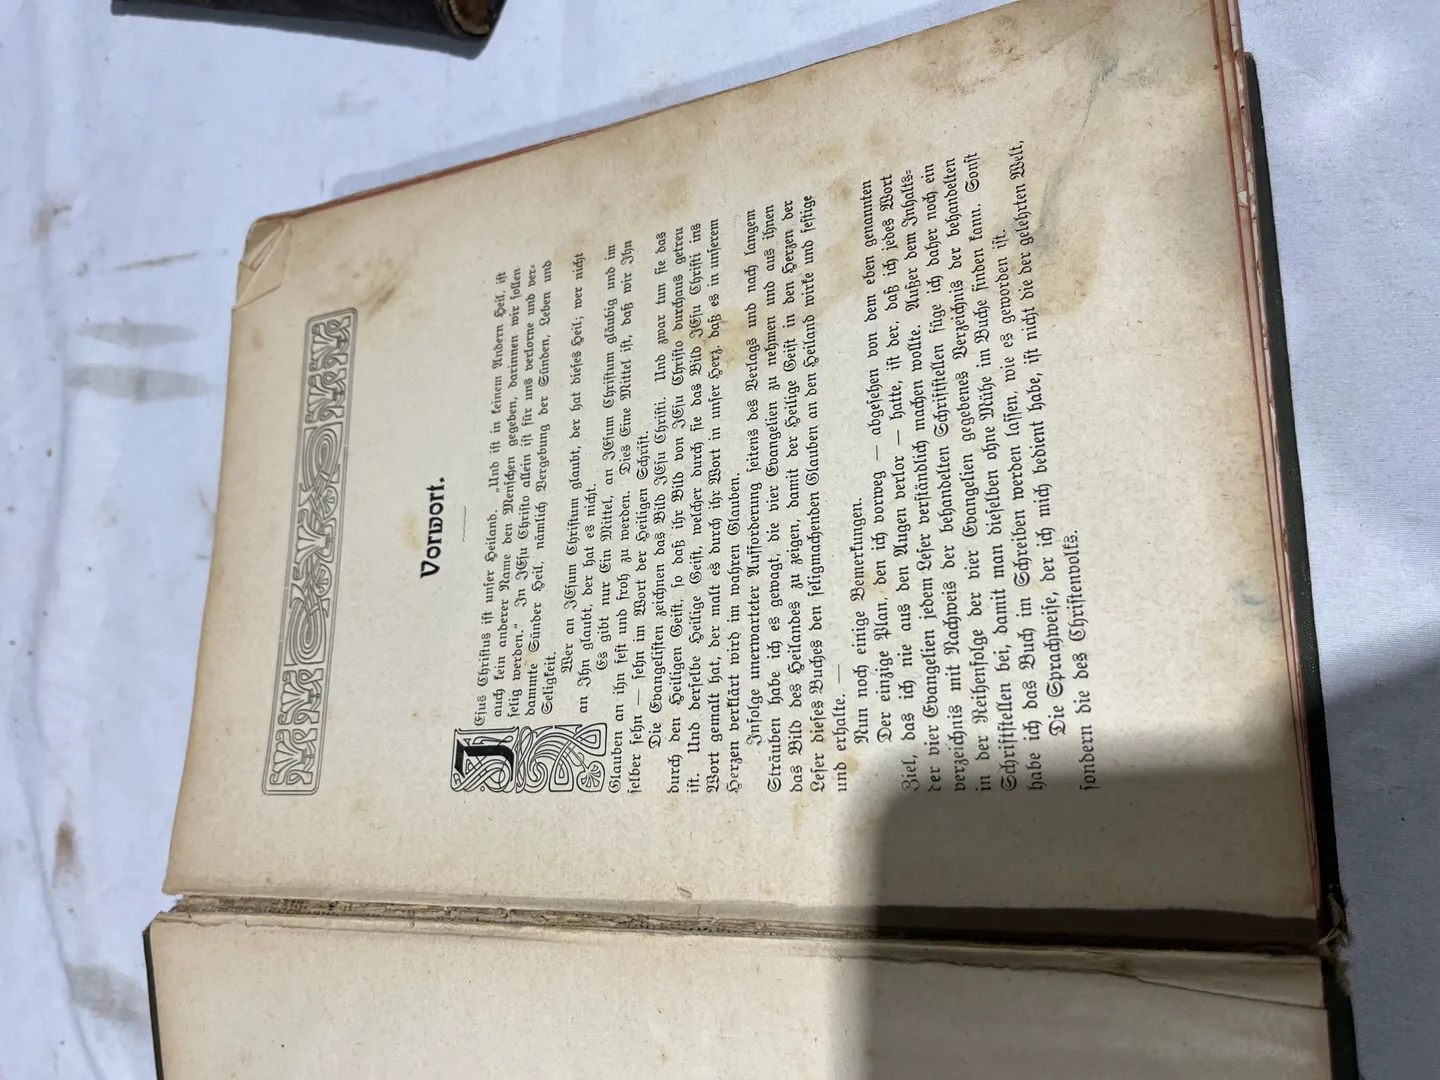 Vorwort.
JEsus Christus ist unser Heiland. „Und ist in keinem Andern Heil, ist
auch kein anderer Name den Menschen gegeben, darinnen wir sollen
selig werden.“ In JEsu Christo allein ist für uns verlorne und ver-
dammte Sünder Heil, nämlich Vergebung der Sünden, Leben und
Seligkeit.
Wer an JEsum Christum glaubt, der hat dieses Heil; wer nicht
an Ihn glaubt, der hat es nicht.
Es gibt nur Ein Mittel, an JEsum Christum gläubig und im
Glauben an ihn fest und froh zu werden. Dies Eine Mittel ist, daß wir Ihn
selber sehn — sehn im Wort der Heiligen Schrift.
Die Evangelisten zeichnen das Bild JEsu Christi. Und zwar tun sie das
durch den Heiligen Geist, so daß ihr Bild von JEsu Christo durchaus getreu
ist. Und derselbe Heilige Geist, welcher durch sie das Bild JEsu Christi ins
Wort gemalt hat, der malt es durch ihr Wort in unser Herz, daß es in unserm
Herzen verklärt wird im wahren Glauben.
Infolge unerwarteter Aufforderung seitens des Verlags und nach langem
Sträuben habe ich es gewagt, die vier Evangelien zu nehmen und aus ihnen
das Bild des Heilandes zu zeigen, damit der Heilige Geist in den Herzen der
Leser dieses Buches den seligmachenden Glauben an den Heiland wirke und festige
und erhalte. —
Nun noch einige Bemerkungen.
Der einzige Plan, den ich vorweg — abgesehen von dem eben genannten
Ziel, das ich nie aus den Augen verlor — hatte, ist der, daß ich jedes Wort
der vier Evangelien jedem Leser verständlich machen wollte. Außer dem Inhalts-
verzeichnis mit Nachweis der behandelten Schriftstellen füge ich daher noch ein
in der Reihenfolge der vier Evangelien gegebenes Verzeichnis der behandelten
Schriftstellen bei, damit man dieselben ohne Mühe im Buche finden kann. Sonst
habe ich das Buch im Schreiben werden lassen, wie es geworden ist.
Die Sprachweise, der ich mich bedient habe, ist nicht die der gelehrten Welt,
sondern die des Christenvolks.